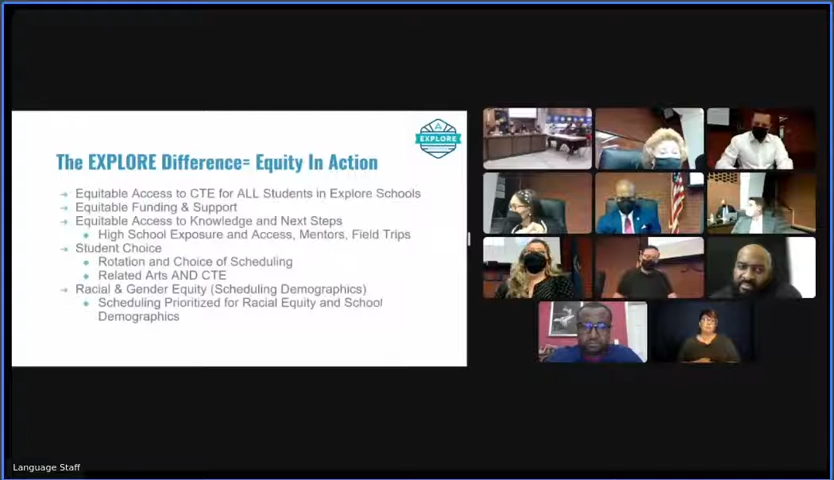 EXPLORE
The EXPLORE Difference= Equity In Action
Equitable Access to CTE for ALL Students in Explore Schools
Equitable Funding & Support
Equitable Access to Knowledge and Next Steps
High School Exposure and Access, Mentors, Field Trips
Student Choice
Rotation and Choice of Scheduling
Related Arts AND CTE
Racial & Gender Equity (Scheduling Demographics)
Scheduling Prioritized for Racial Equity and School
Demographics
Language Staff